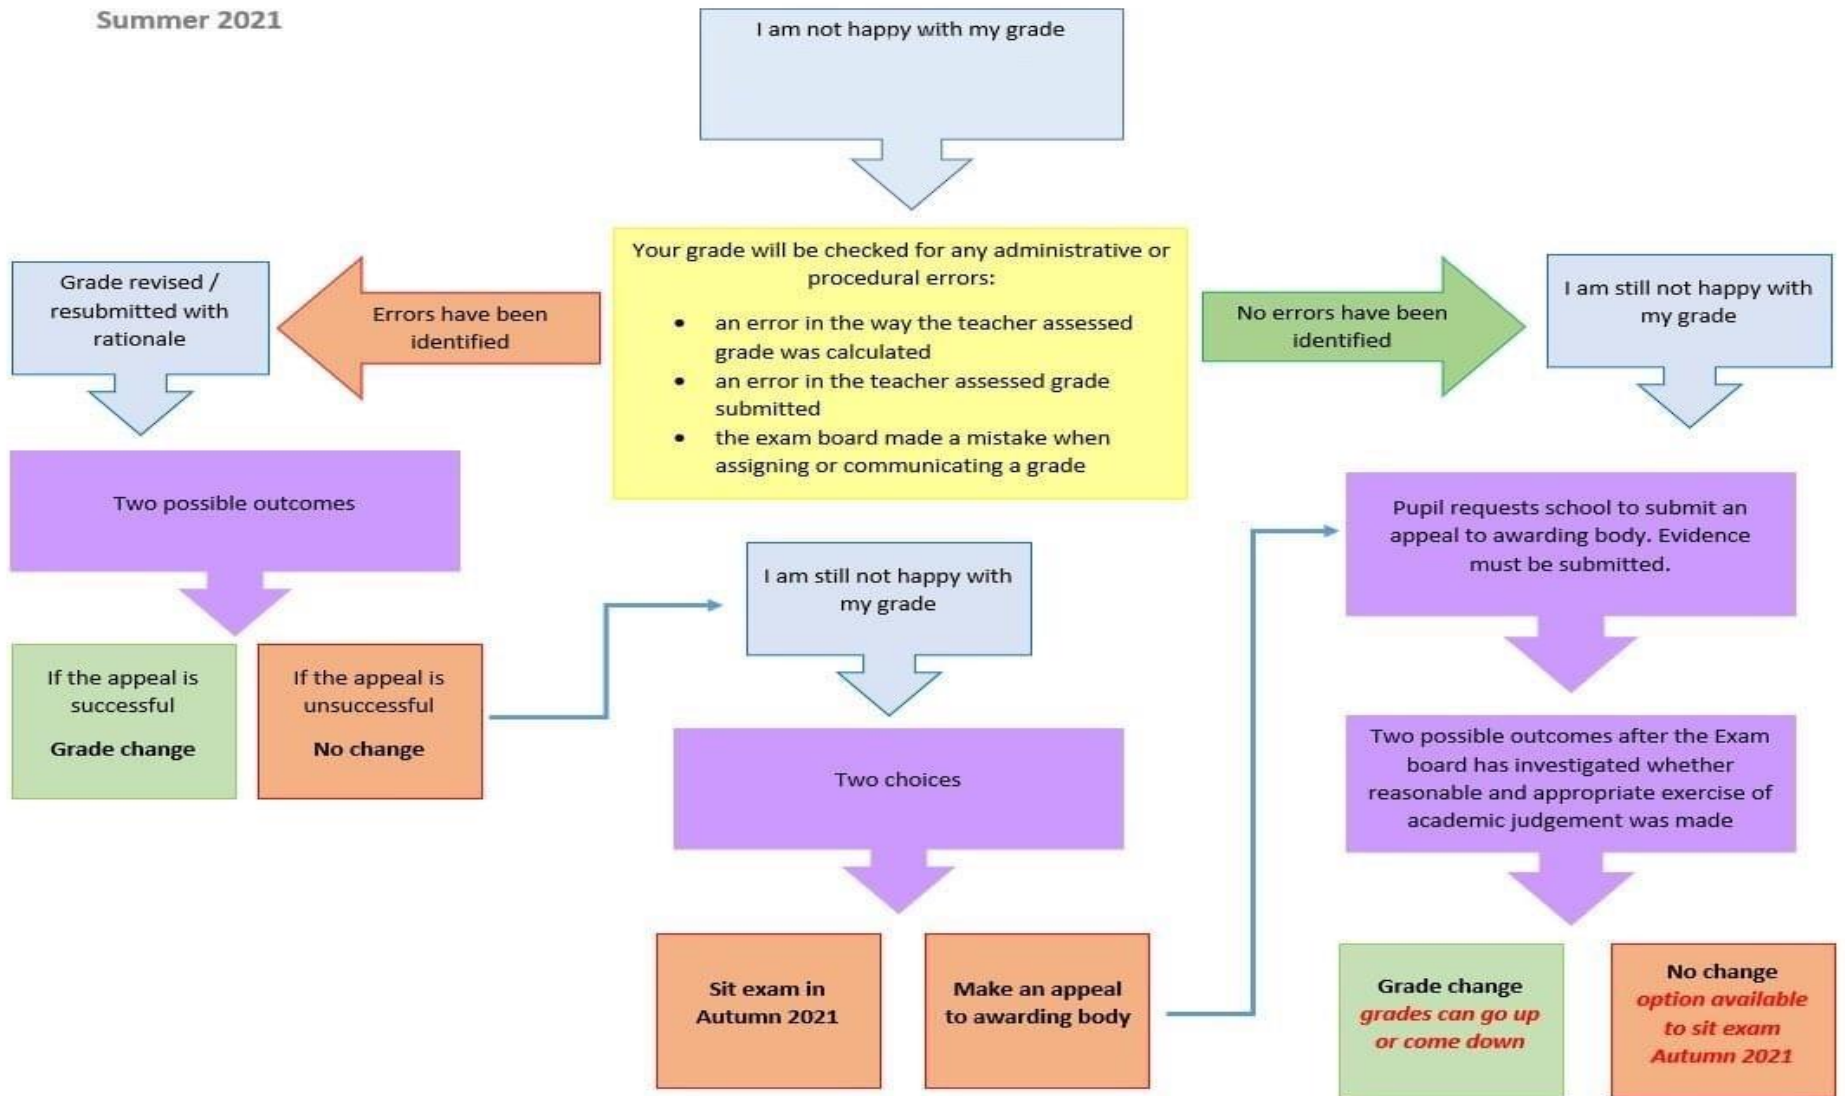 Summer 2021
I am not happy with my grade
Your grade will be checked for any administrative or
procedural errors:
• an error in the way the teacher assessed
grade was calculated
• an error in the teacher assessed grade
submitted
• the exam board made a mistake when
assigning or communicating a grade
Errors have been
identified
Grade revised /
resubmitted with
rationale
Two possible outcomes
If the appeal is
successful
Grade change
If the appeal is
unsuccessful
No change
I am still not happy with
my grade
Two choices
Sit exam in
Autumn 2021
Make an appeal
to awarding body
No errors have been
identified
I am still not happy with
my grade
Pupil requests school to submit an
appeal to awarding body. Evidence
must be submitted.
Two possible outcomes after the Exam
board has investigated whether
reasonable and appropriate exercise of
academic judgement was made
Grade change
grades can go up
or come down
No change
option available
to sit exam
Autumn 2021